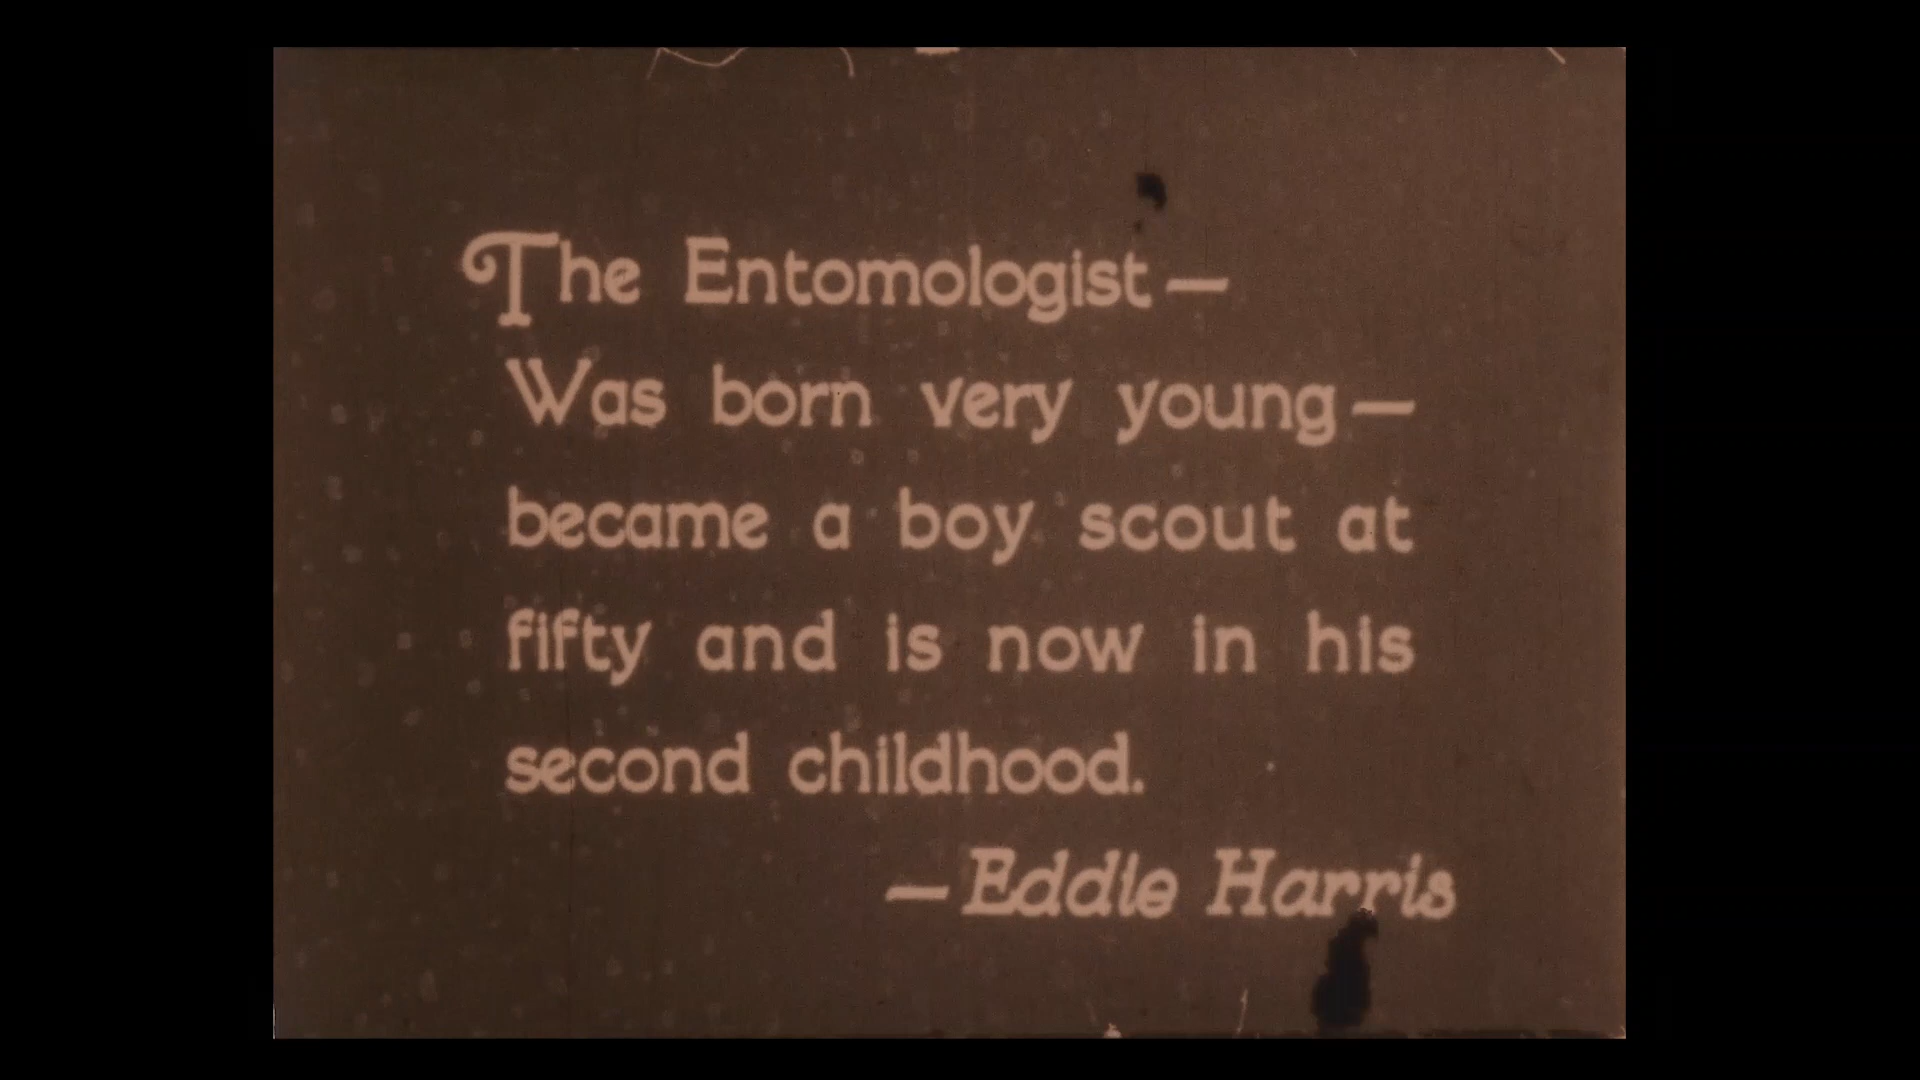 The Entomologist—
Was born very young—
became a boy scout at
fifty and is now in his
second childhood.
—Eddie Harris